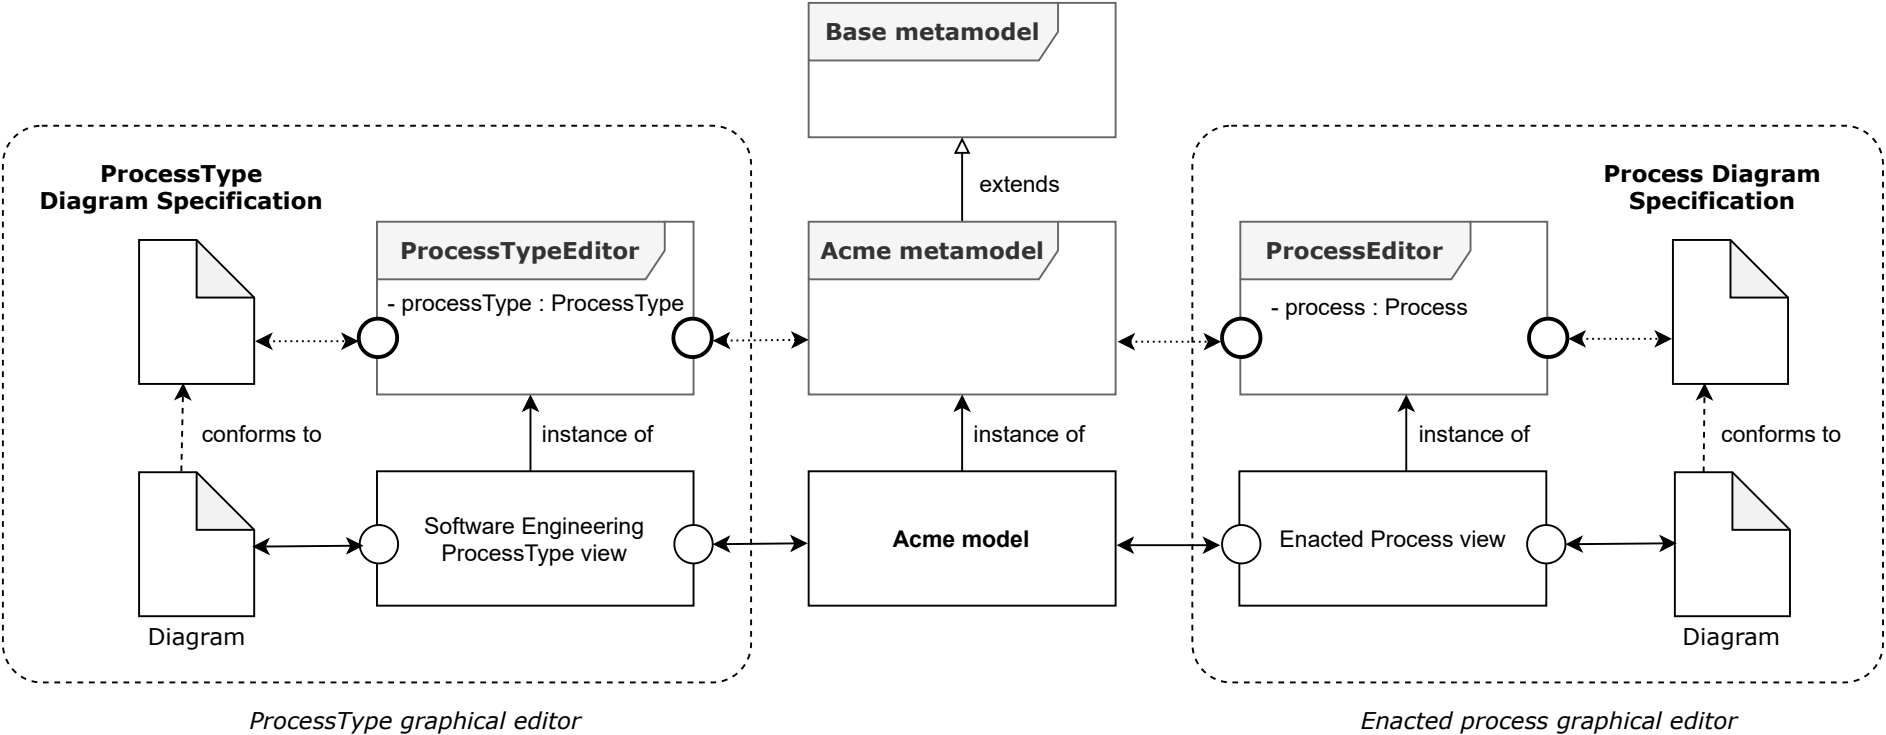 Base metamodel
extends
ProcessType
Diagram Specification
ProcessTypeEditor
- processType : ProcessType
Acme metamodel
ProcessEditor
- process : Process
Process Diagram
Specification
conforms to
instance of
instance of
instance of
conforms to
Software Engineering
ProcessType view
Acme model
Enacted Process view
Diagram
Diagram
ProcessType graphical editor
Enacted process graphical editor